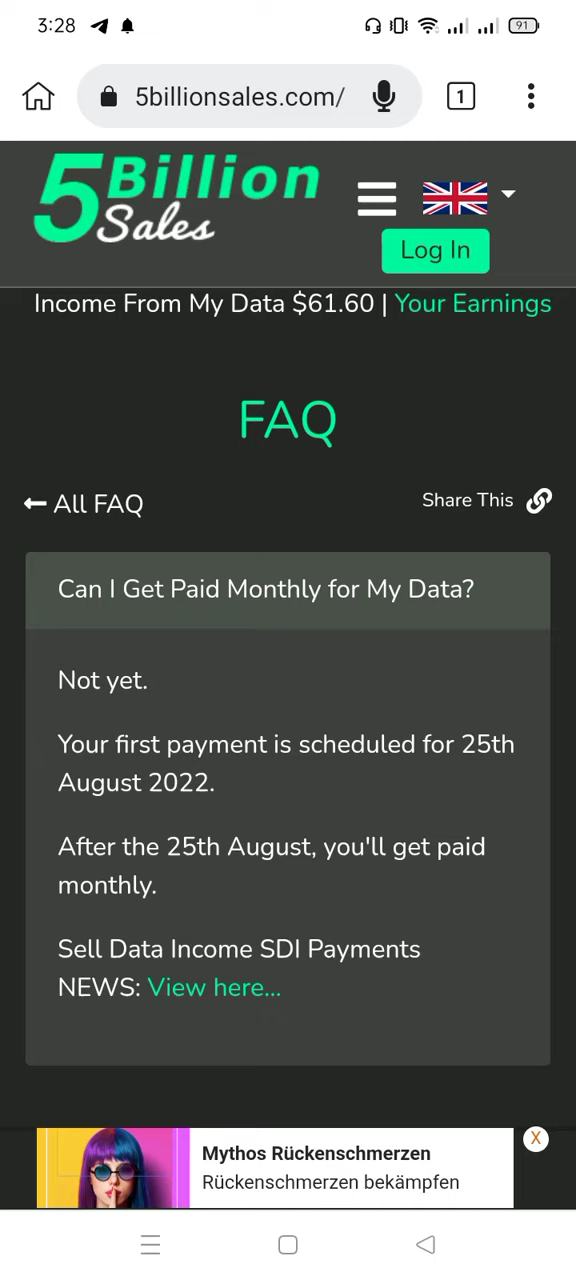 3:28
91
5billionsales.com/
1
5Billion
Sales
Log In
Income From My Data $61.60 | Your Earnings
FAQ
All FAQ
Share This
Can I Get Paid Monthly for My Data?
Not yet.
Your first payment is scheduled for 25th
August 2022.
After the 25th August, you'll get paid
monthly.
Sell Data Income SDI Payments
NEWS: View here...
X
Mythos Rückenschmerzen
Rückenschmerzen bekämpfen